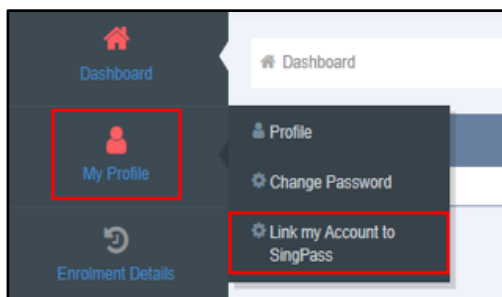 Dashboard
Dashboard
My Profile
Profile
Change Password
Link my Account to
SingPass
Enrolment Details